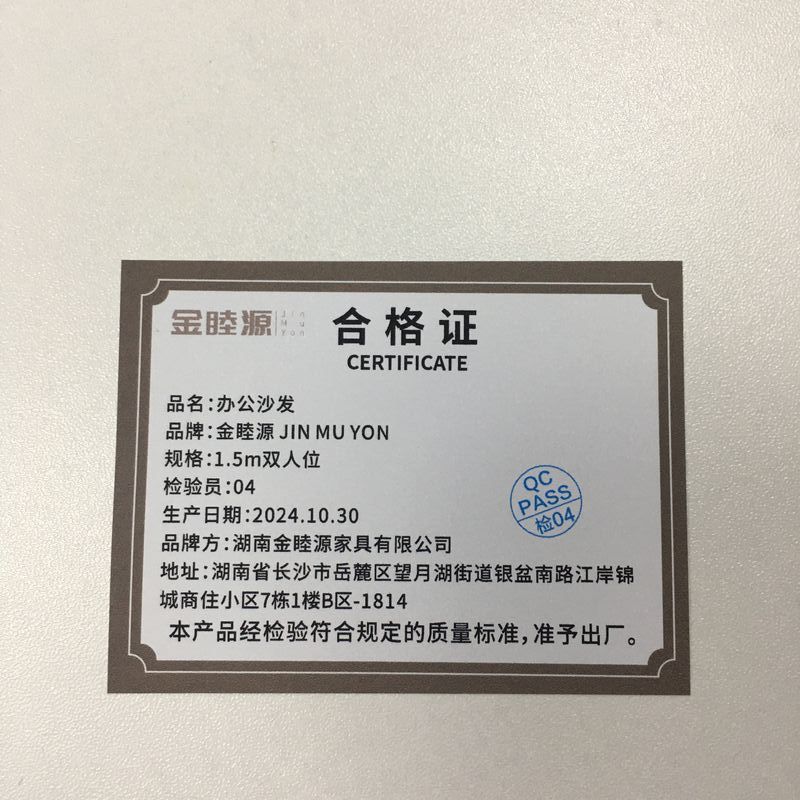 金睦源 Jin Mu Yon
合格证
CERTIFICATE
品名:办公沙发
品牌:金睦源 JIN MU YON
规格:1.5m双人位
检验员:04
生产日期:2024.10.30
品牌方:湖南金睦源家具有限公司
地址:湖南省长沙市岳麓区望月湖街道银盆南路江岸锦
城商住小区7栋1楼B区-1814
本产品经检验符合规定的质量标准,准予出厂。
QC
PASS
检04